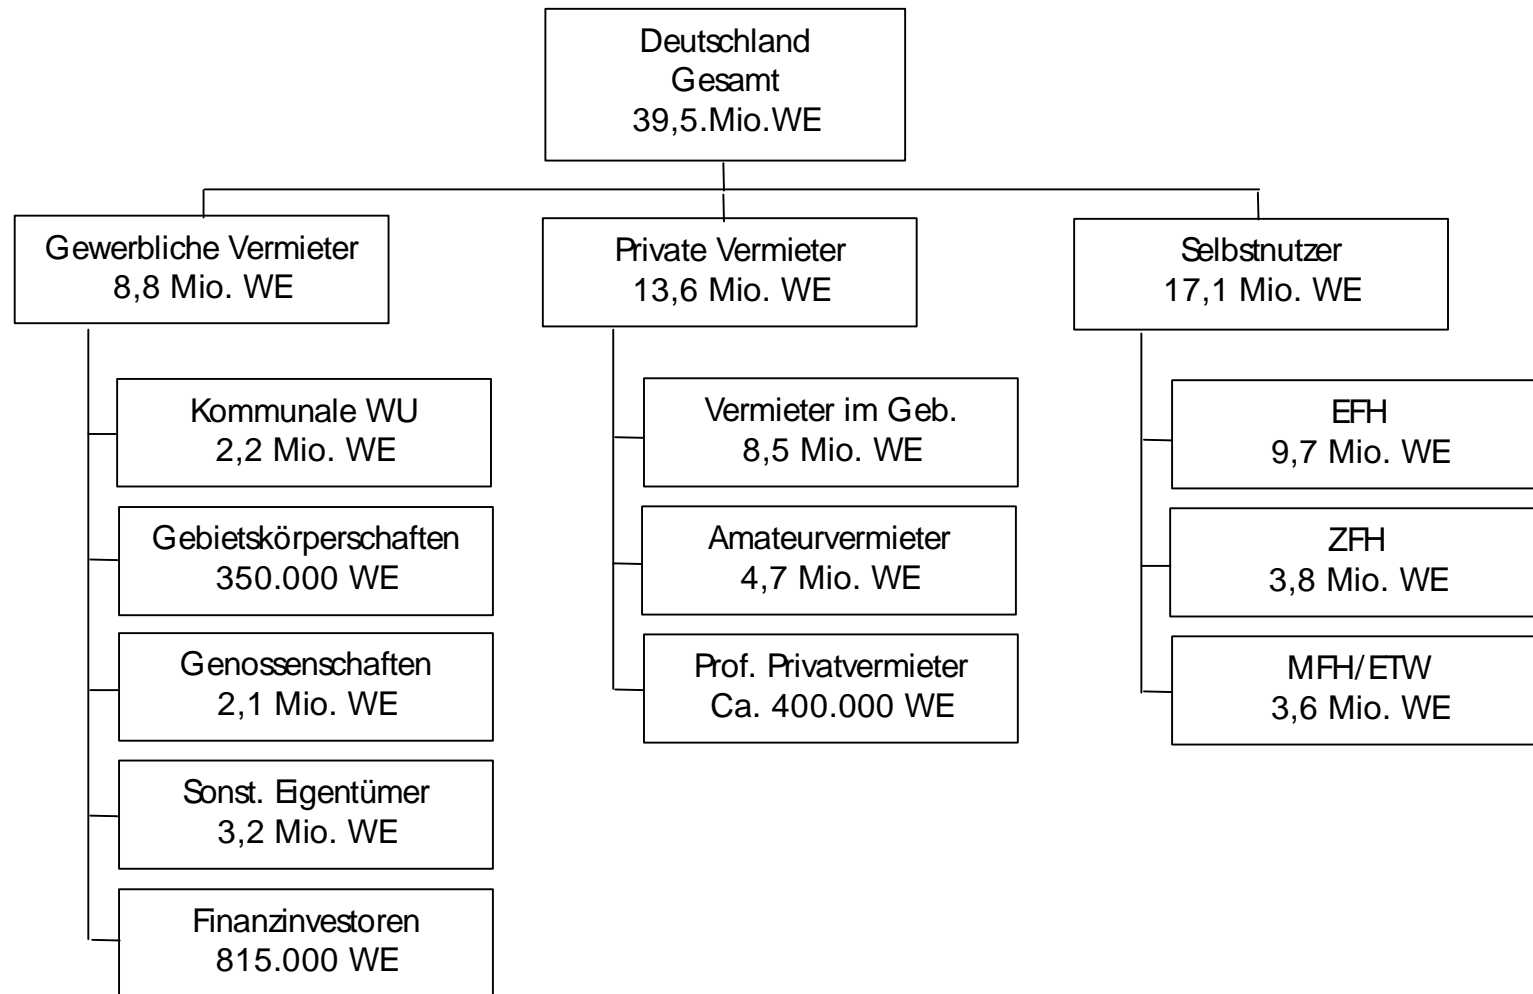 Deutschland
Gesamt
39,5.Mio.WE
Gewerbliche Vermieter
8,8 Mio. WE
Private Vermieter
13,6 Mio. WE
Selbstnutzer
17,1 Mio. WE
Kommunale WU
2,2 Mio. WE
Gebietskörperschaften
350.000 WE
Genossenschaften
2,1 Mio. WE
Sonst. Eigentümer
3,2 Mio. WE
Finanzinvestoren
815.000 WE
Vermieter im Geb.
8,5 Mio. WE
Amateurvermieter
4,7 Mio. WE
Prof. Privatvermieter
Ca. 400.000 WE
EFH
9,7 Mio. WE
ZFH
3,8 Mio. WE
MFH/ETW
3,6 Mio. WE